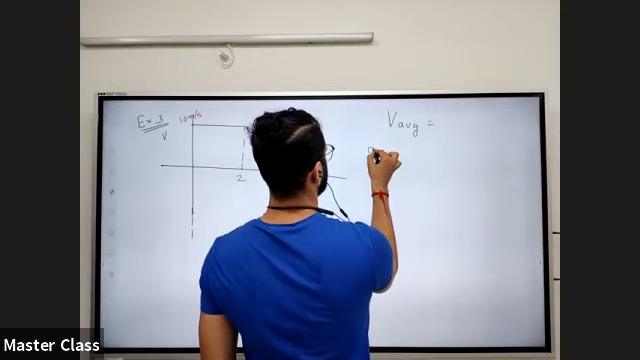 Ex 3
10 m/s
V
2
Vavg =
Master Class